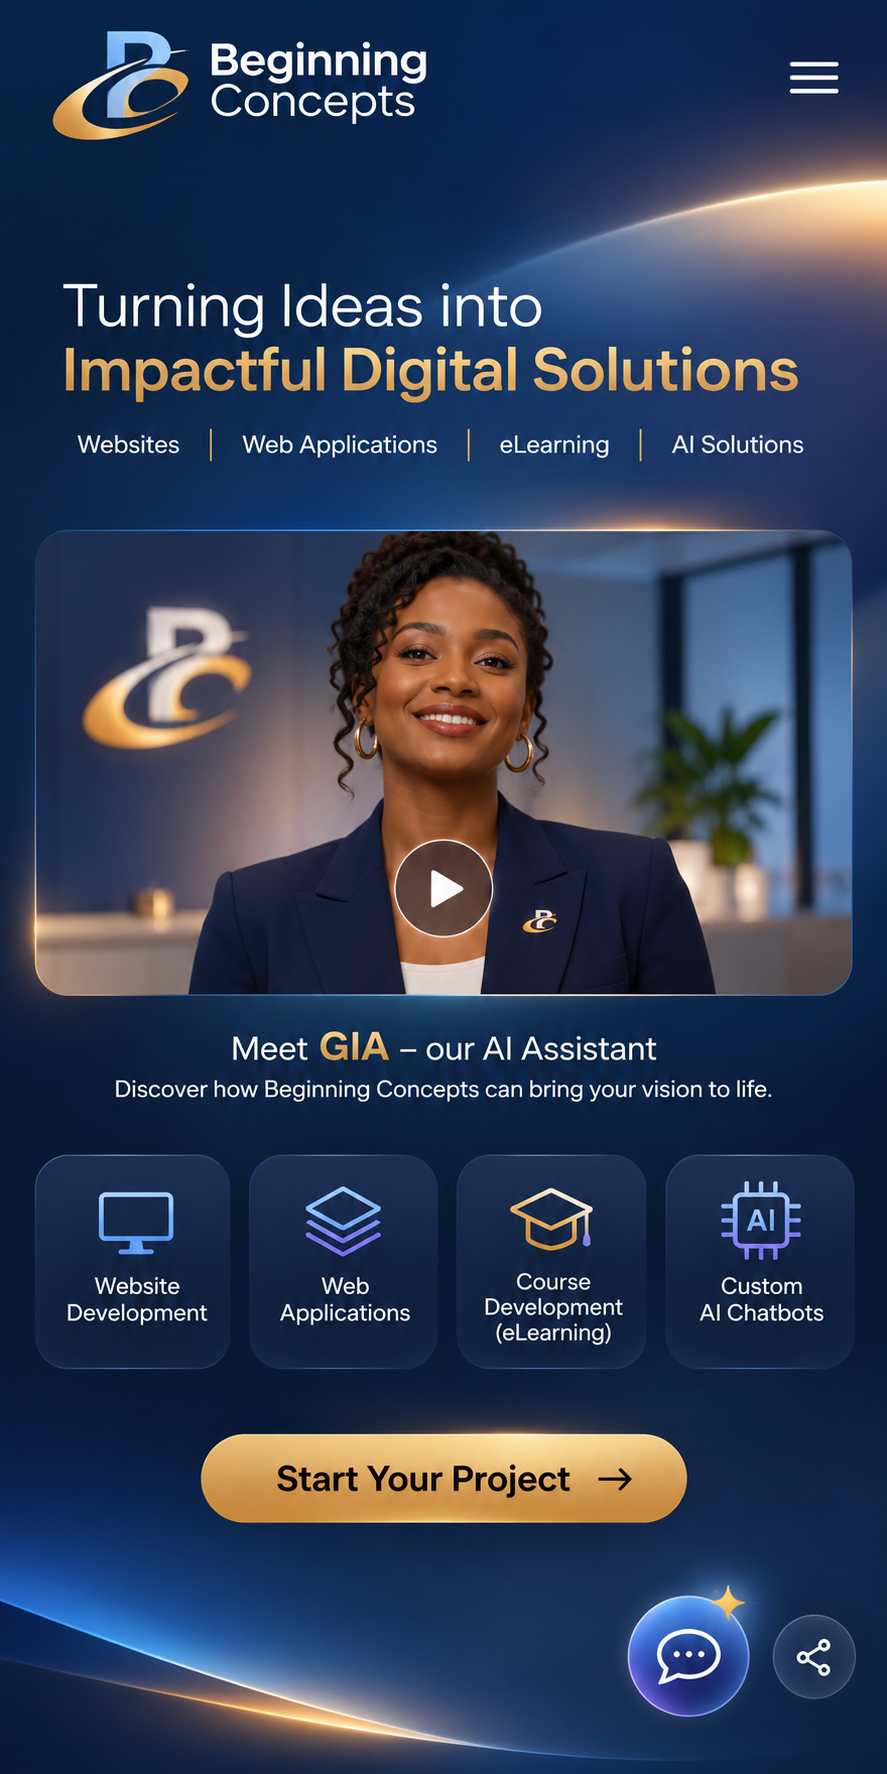 Beginning
Concepts
Turning Ideas into
Impactful Digital Solutions
Websites | Web Applications | eLearning | AI Solutions
Meet GIA – our AI Assistant
Discover how Beginning Concepts can bring your vision to life.
Website
Development
Web
Applications
Course
Development
(eLearning)
AI
Custom
AI Chatbots
Start Your Project →